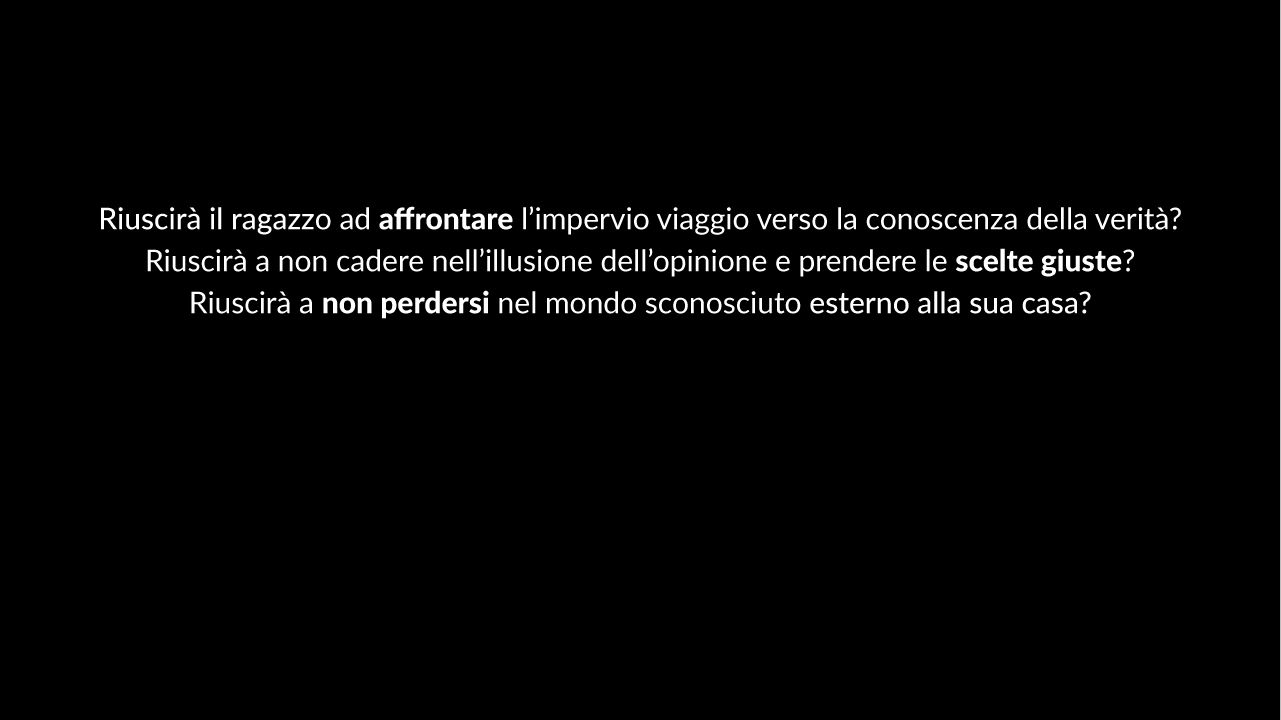 Riuscirà il ragazzo ad affrontare l’impervio viaggio verso la conoscenza della verità?
Riuscirà a non cadere nell’illusione dell’opinione e prendere le scelte giuste?
Riuscirà a non perdersi nel mondo sconosciuto esterno alla sua casa?